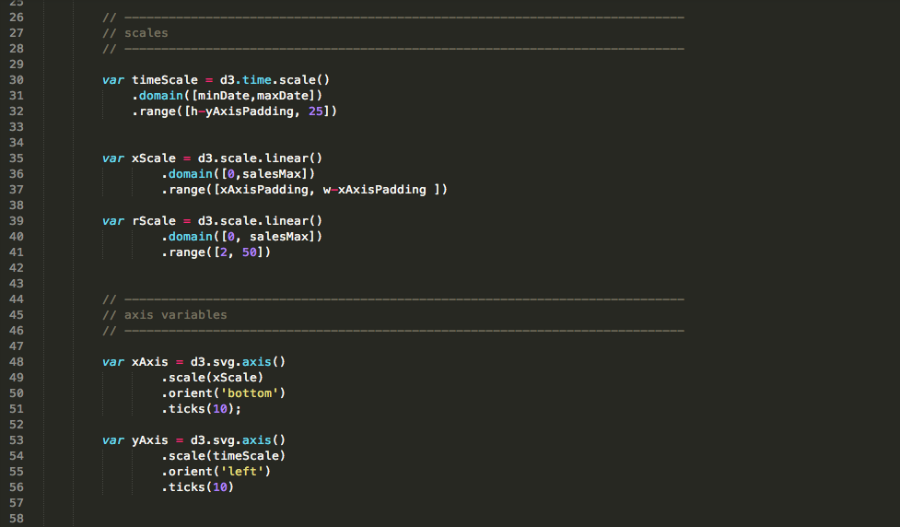 25
26 // ----------------------------------------------------------------------------
27 // scales
28 // ----------------------------------------------------------------------------
29
30 var timeScale = d3.time.scale()
31 .domain([minDate,maxDate])
32 .range([h-yAxisPadding, 25])
33
34
35 var xScale = d3.scale.linear()
36 .domain([0,salesMax])
37 .range([xAxisPadding, w-xAxisPadding ])
38
39 var rScale = d3.scale.linear()
40 .domain([0, salesMax])
41 .range([2, 50])
42
43
44 // ----------------------------------------------------------------------------
45 // axis variables
46 // ----------------------------------------------------------------------------
47
48 var xAxis = d3.svg.axis()
49 .scale(xScale)
50 .orient('bottom')
51 .ticks(10);
52
53 var yAxis = d3.svg.axis()
54 .scale(timeScale)
55 .orient('left')
56 .ticks(10)
57
58